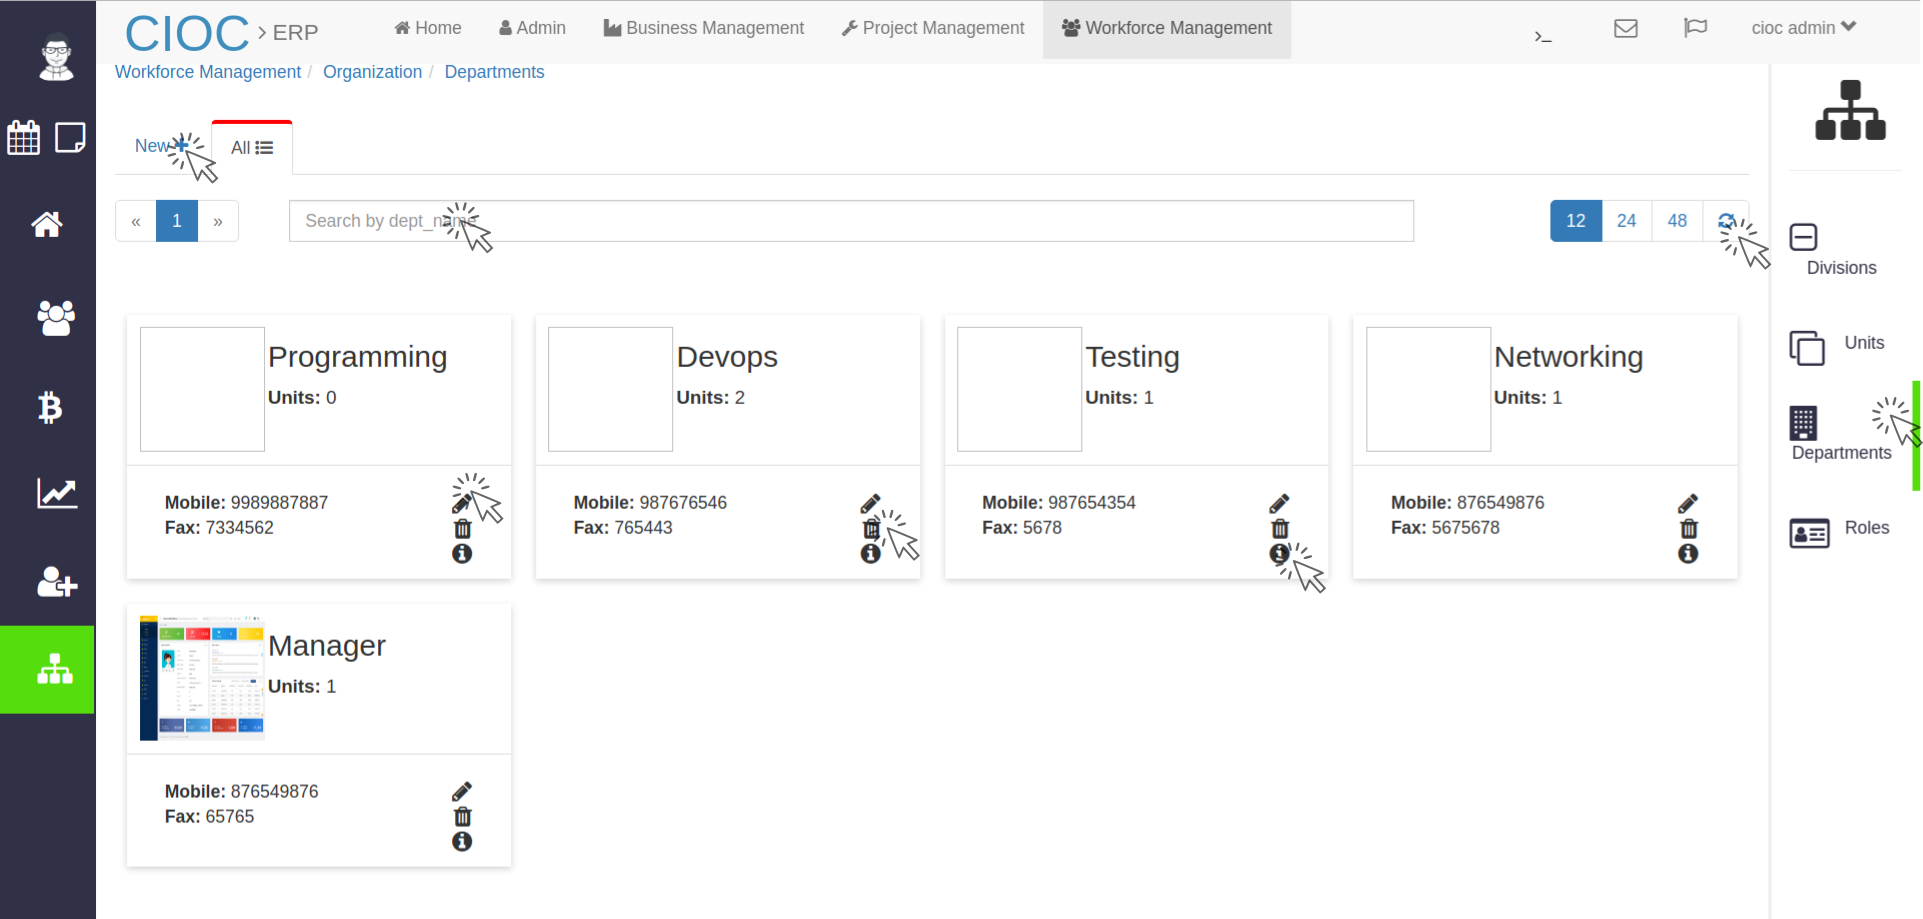 CIOC > ERP
Home
Admin
Business Management
Project Management
Workforce Management
>_
cioc admin
Workforce Management / Organization / Departments
New +
All
« 1 »
Search by dept_name
12 24 48
Divisions
Units
Departments
Roles
Programming
Units: 0
Mobile: 9989887887
Fax: 7334562
Devops
Units: 2
Mobile: 987676546
Fax: 765443
Testing
Units: 1
Mobile: 987654354
Fax: 5678
Networking
Units: 1
Mobile: 876549876
Fax: 5675678
Manager
Units: 1
Mobile: 876549876
Fax: 65765